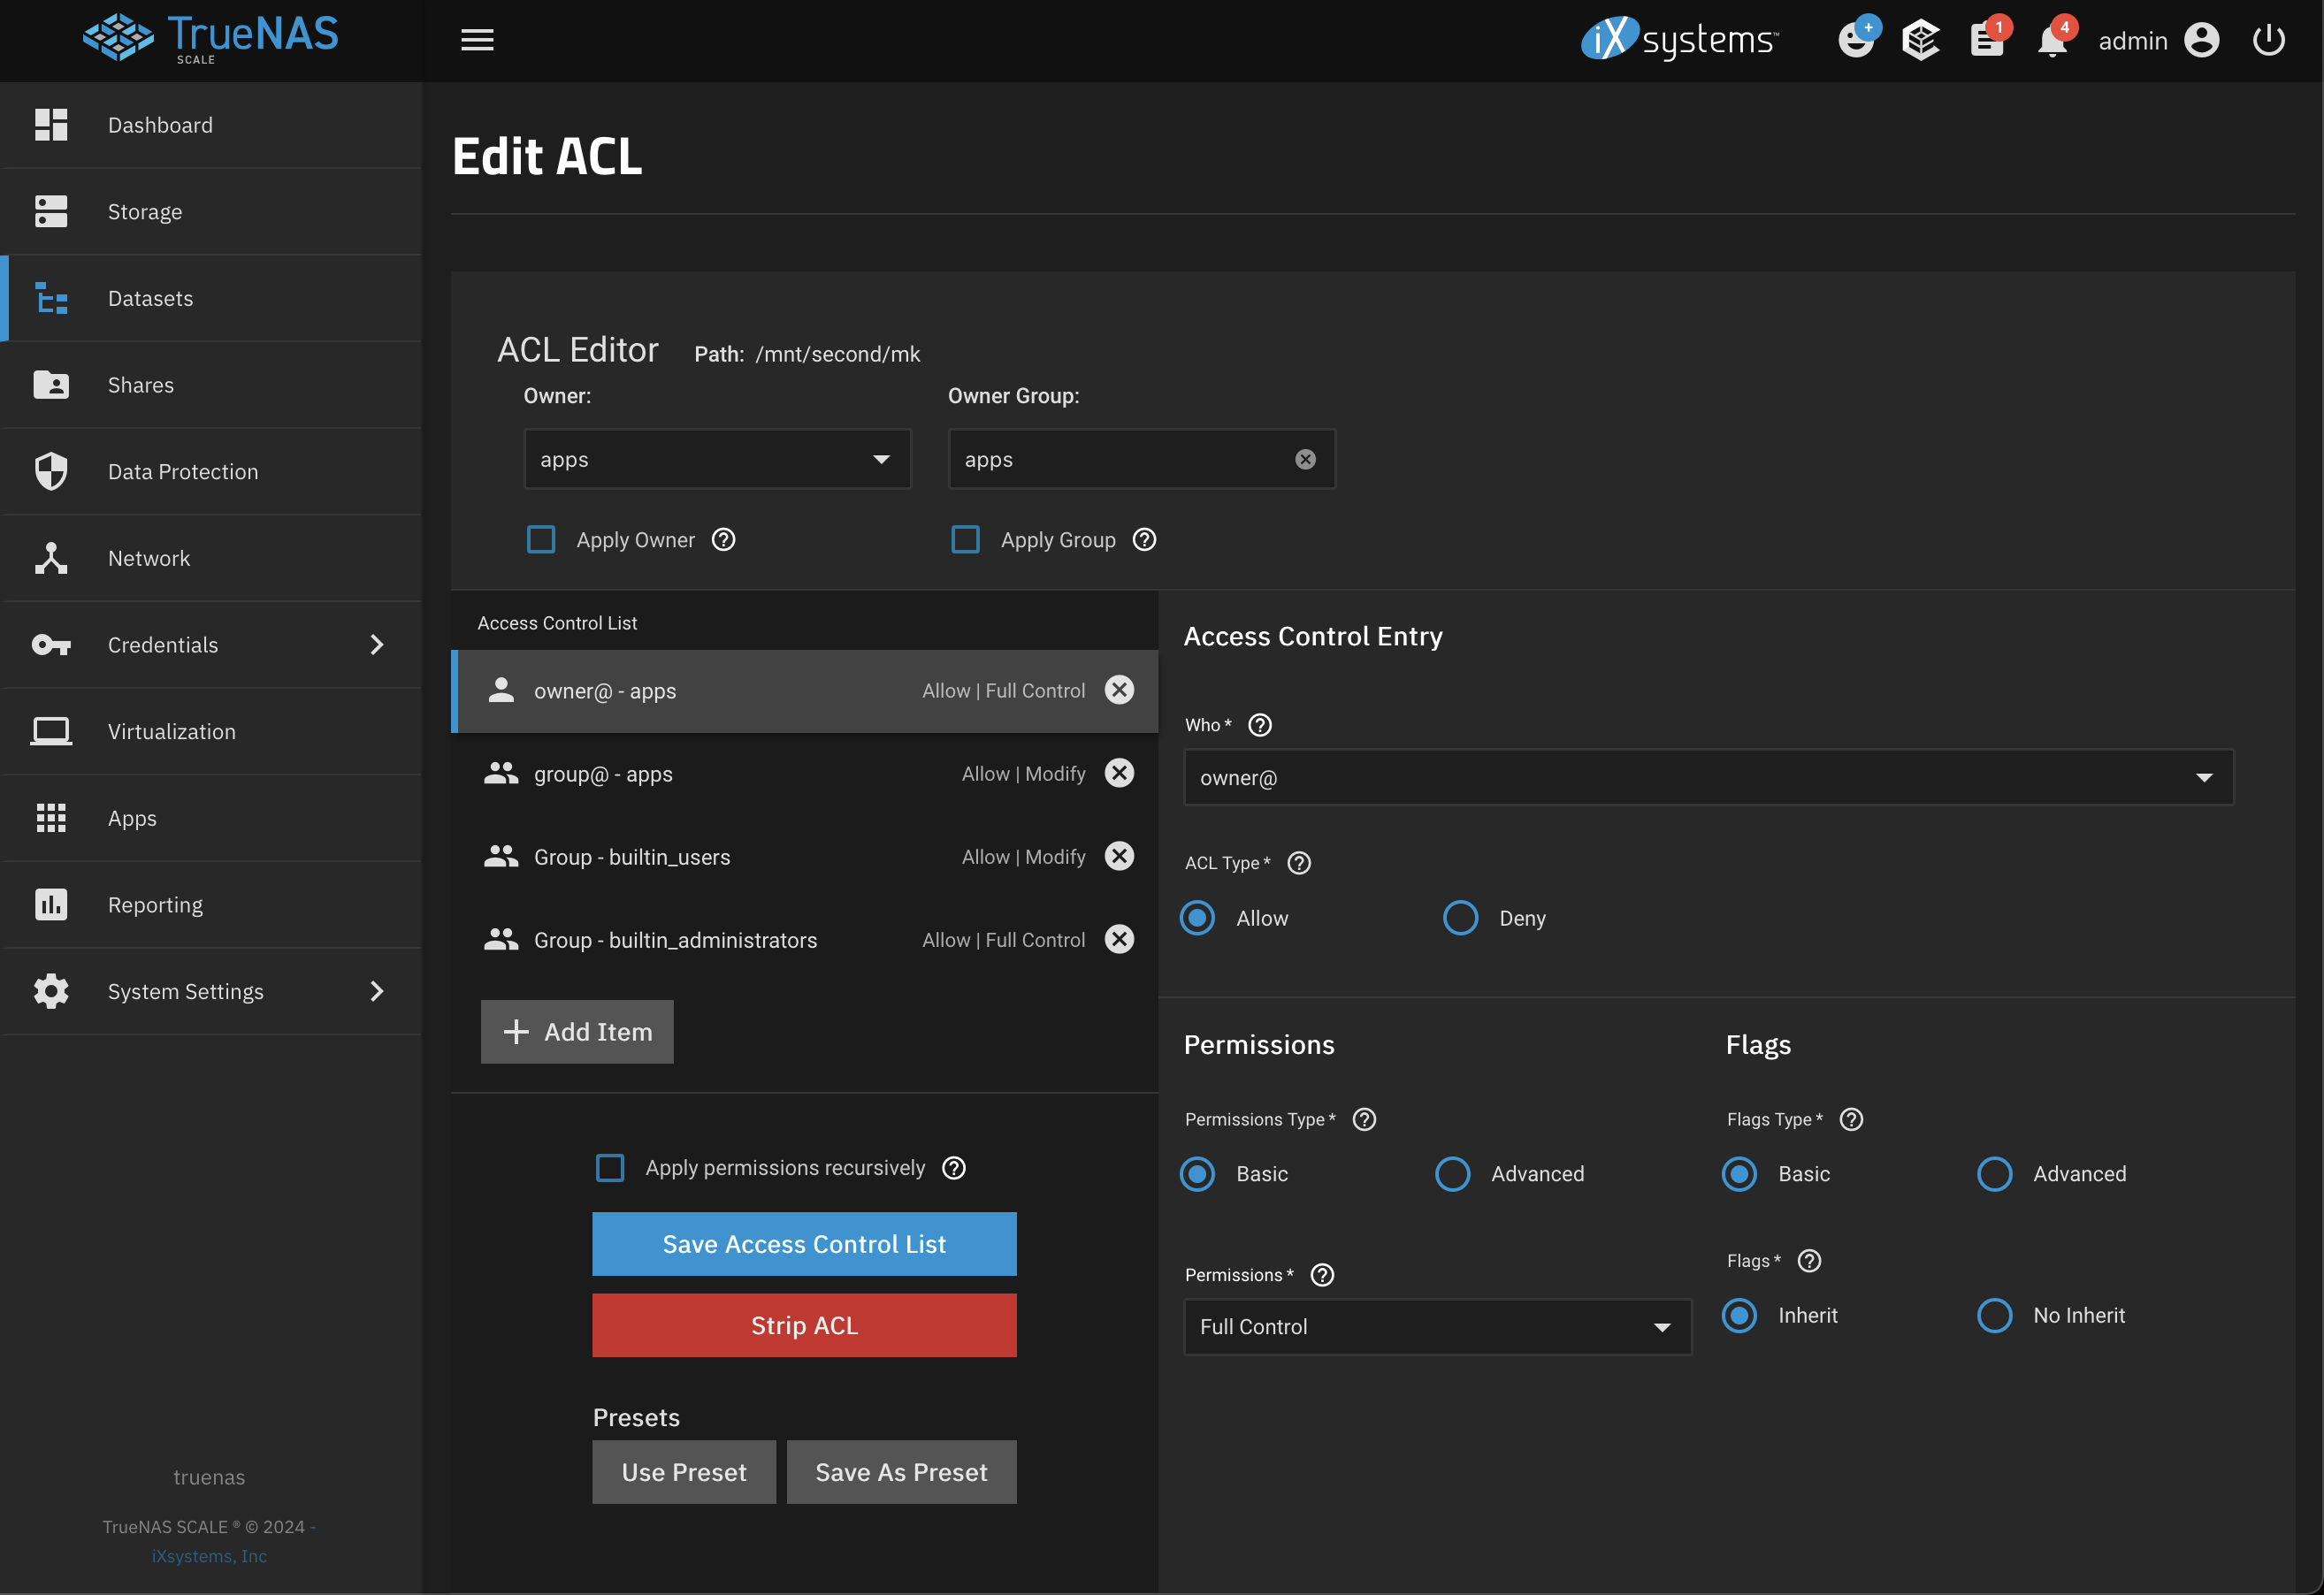 TrueNAS
SCALE
iXsystems™
+
1
4
admin
Dashboard
Storage
Datasets
Shares
Data Protection
Network
Credentials
Virtualization
Apps
Reporting
System Settings
truenas
TrueNAS SCALE ® © 2024 -
iXsystems, Inc
Edit ACL
ACL Editor Path: /mnt/second/mk
Owner: Owner Group:
apps apps
Apply Owner ? Apply Group ?
Access Control List
owner@ - apps Allow | Full Control
group@ - apps Allow | Modify
Group - builtin_users Allow | Modify
Group - builtin_administrators Allow | Full Control
+ Add Item
Apply permissions recursively ?
Save Access Control List
Strip ACL
Presets
Use Preset Save As Preset
Access Control Entry
Who * ?
owner@
ACL Type * ?
Allow Deny
Permissions
Permissions Type * ?
Basic Advanced
Permissions * ?
Full Control
Flags
Flags Type * ?
Basic Advanced
Flags * ?
Inherit No Inherit